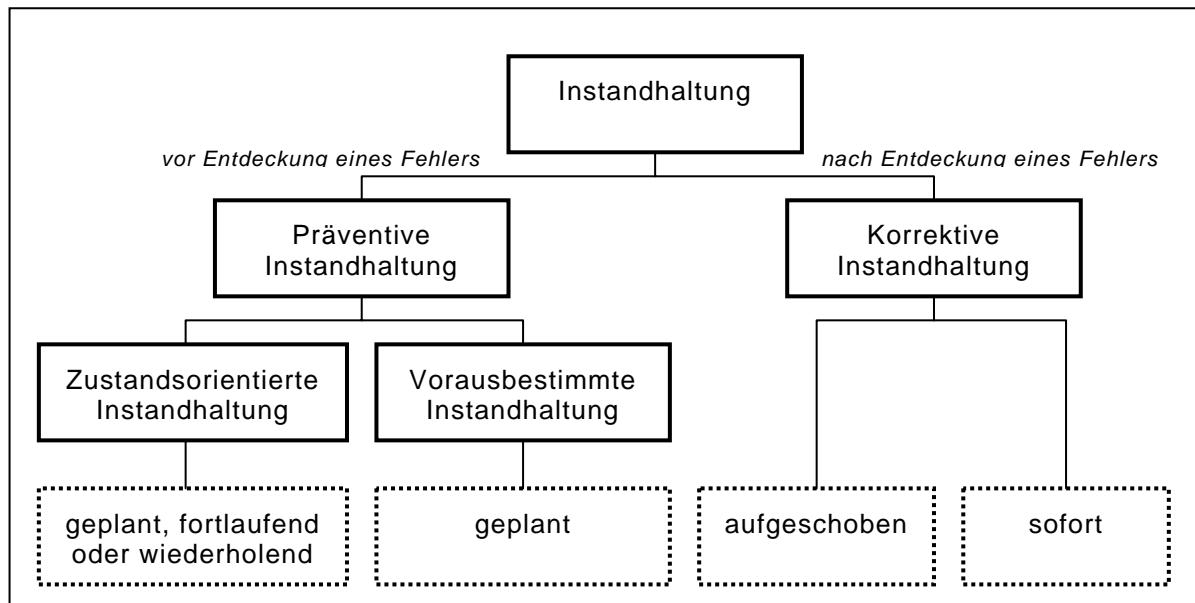 Instandhaltung
vor Entdeckung eines Fehlers
nach Entdeckung eines Fehlers
Präventive
Instandhaltung
Korrektive
Instandhaltung
Zustandsorientierte
Instandhaltung
Vorausbestimmte
Instandhaltung
geplant, fortlaufend
oder wiederholend
geplant
aufgeschoben
sofort